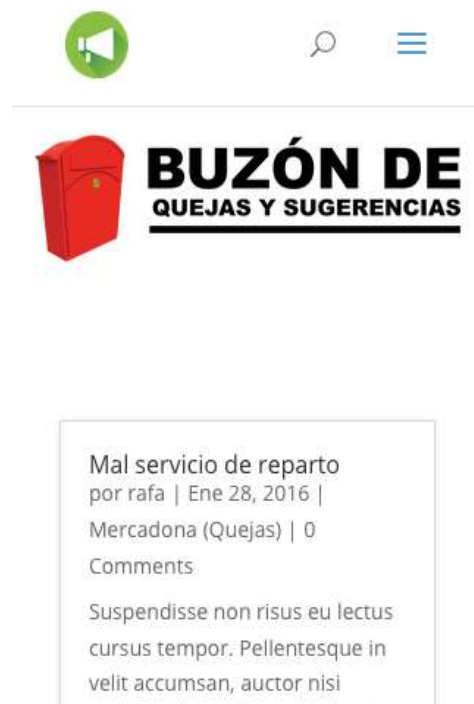 BUZÓN DE
QUEJAS Y SUGERENCIAS
Mal servicio de reparto
por rafa | Ene 28, 2016 |
Mercadona (Quejas) | 0
Comments
Suspendisse non risus eu lectus
cursus tempor. Pellentesque in
velit accumsan, auctor nisi